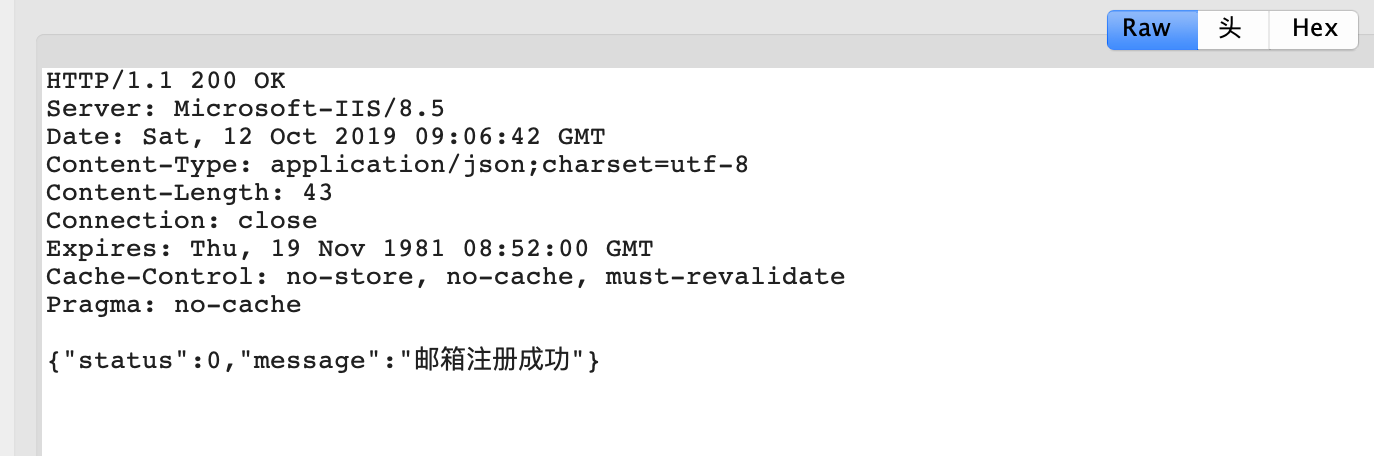 Raw 头 Hex
HTTP/1.1 200 OK
Server: Microsoft-IIS/8.5
Date: Sat, 12 Oct 2019 09:06:42 GMT
Content-Type: application/json;charset=utf-8
Content-Length: 43
Connection: close
Expires: Thu, 19 Nov 1981 08:52:00 GMT
Cache-Control: no-store, no-cache, must-revalidate
Pragma: no-cache
{"status":0,"message":"邮箱注册成功"}